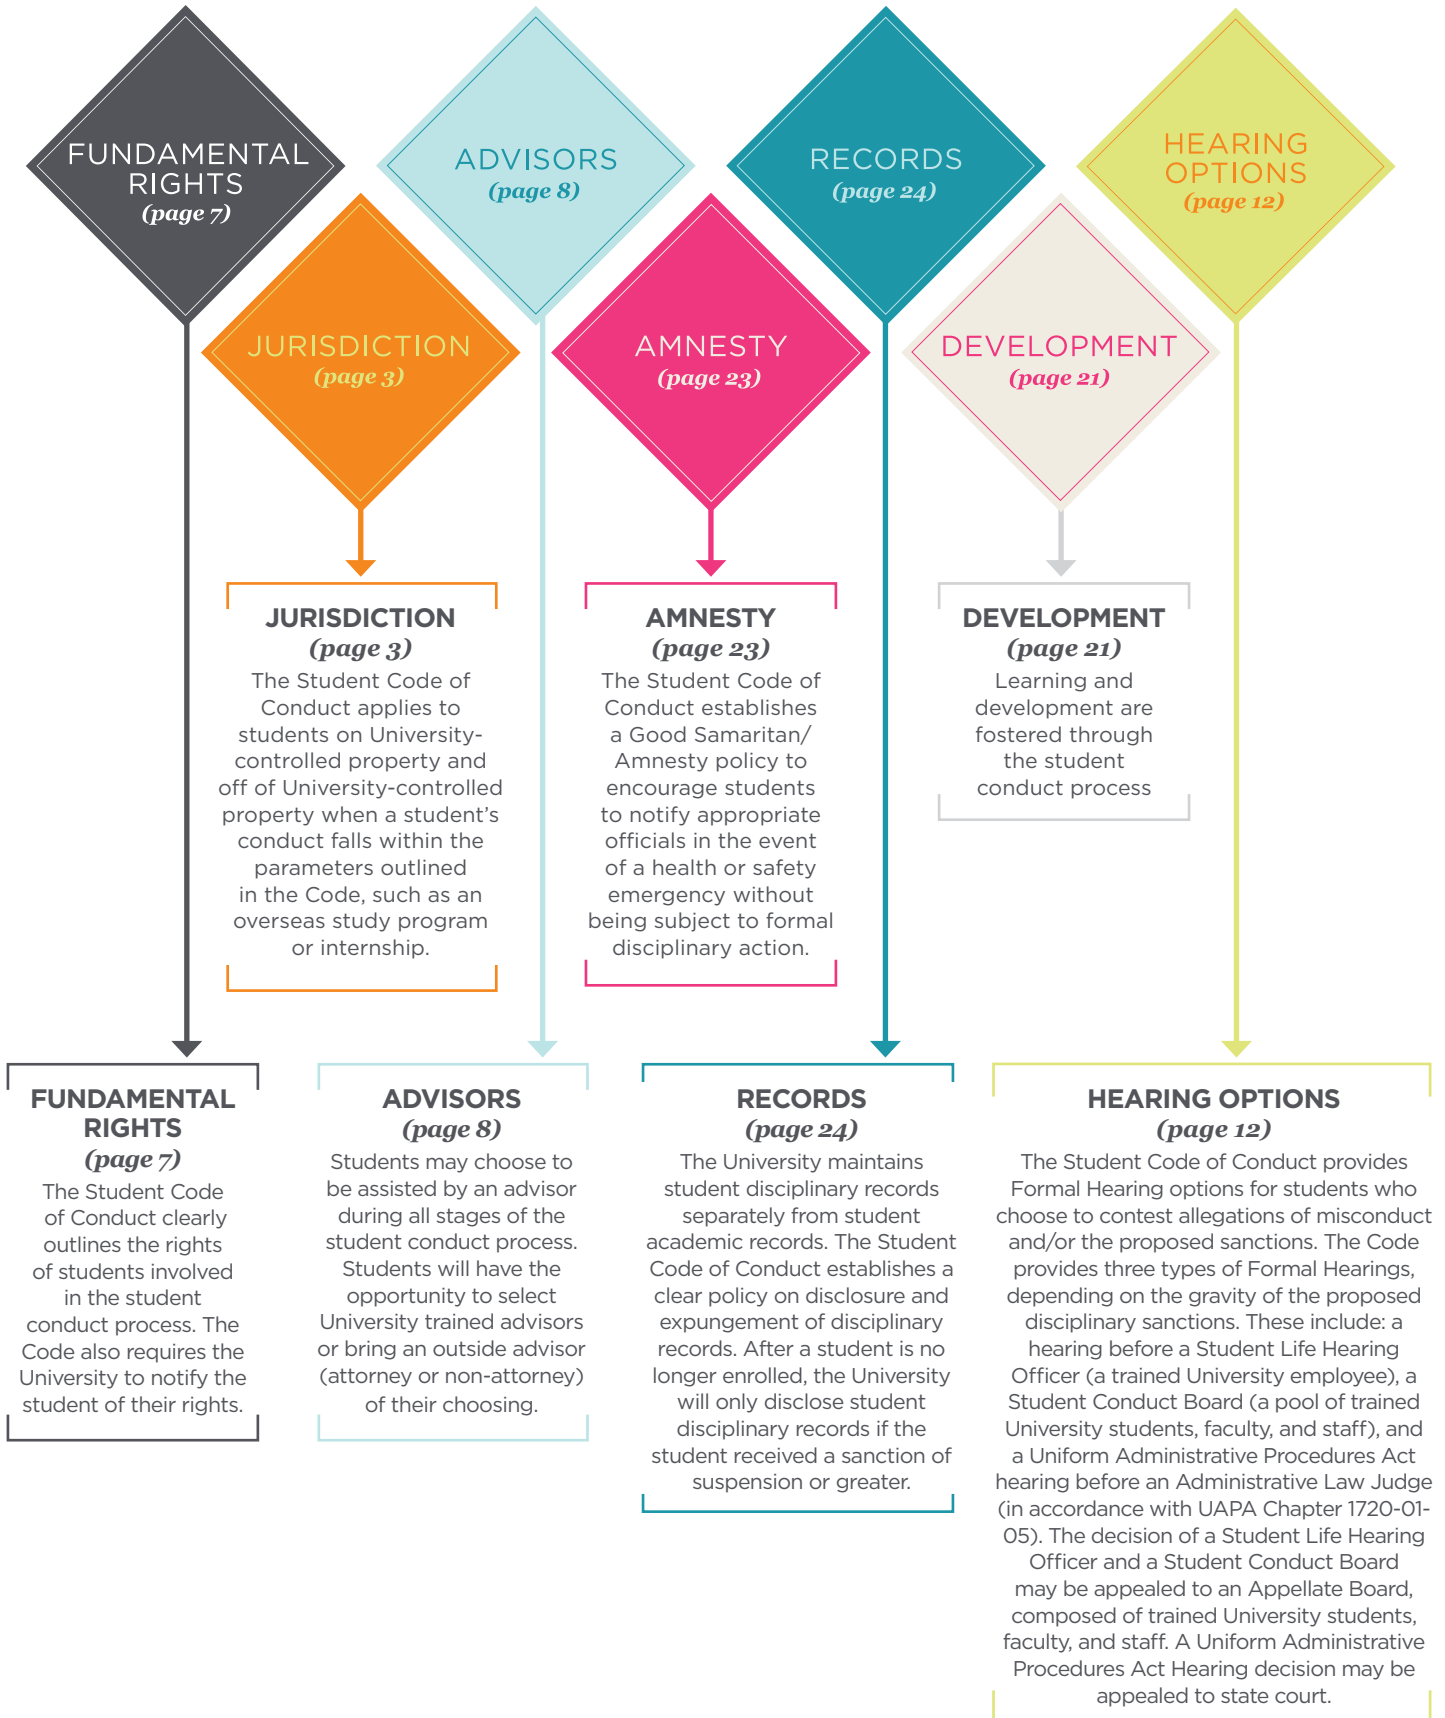 FUNDAMENTAL
RIGHTS
(page 7)
ADVISORS
(page 8)
RECORDS
(page 24)
HEARING
OPTIONS
(page 12)
JURISDICTION
(page 3)
AMNESTY
(page 23)
DEVELOPMENT
(page 21)
JURISDICTION
(page 3)
The Student Code of
Conduct applies to
students on University-
controlled property and
off of University-controlled
property when a student's
conduct falls within the
parameters outlined
in the Code, such as an
overseas study program
or internship.
AMNESTY
(page 23)
The Student Code of
Conduct establishes
a Good Samaritan/
Amnesty policy to
encourage students
to notify appropriate
officials in the event
of a health or safety
emergency without
being subject to formal
disciplinary action.
DEVELOPMENT
(page 21)
Learning and
development are
fostered through
the student
conduct process
FUNDAMENTAL
RIGHTS
(page 7)
The Student Code
of Conduct clearly
outlines the rights
of students involved
in the student
conduct process. The
Code also requires the
University to notify the
student of their rights.
ADVISORS
(page 8)
Students may choose to
be assisted by an advisor
during all stages of the
student conduct process.
Students will have the
opportunity to select
University trained advisors
or bring an outside advisor
(attorney or non-attorney)
of their choosing.
RECORDS
(page 24)
The University maintains
student disciplinary records
separately from student
academic records. The Student
Code of Conduct establishes a
clear policy on disclosure and
expungement of disciplinary
records. After a student is no
longer enrolled, the University
will only disclose student
disciplinary records if the
student received a sanction of
suspension or greater.
HEARING OPTIONS
(page 12)
The Student Code of Conduct provides
Formal Hearing options for students who
choose to contest allegations of misconduct
and/or the proposed sanctions. The Code
provides three types of Formal Hearings,
depending on the gravity of the proposed
disciplinary sanctions. These include: a
hearing before a Student Life Hearing
Officer (a trained University employee), a
Student Conduct Board (a pool of trained
University students, faculty, and staff), and
a Uniform Administrative Procedures Act
hearing before an Administrative Law Judge
(in accordance with UAPA Chapter 1720-01-
05). The decision of a Student Life Hearing
Officer and a Student Conduct Board
may be appealed to an Appellate Board,
composed of trained University students,
faculty, and staff. A Uniform Administrative
Procedures Act Hearing decision may be
appealed to state court.